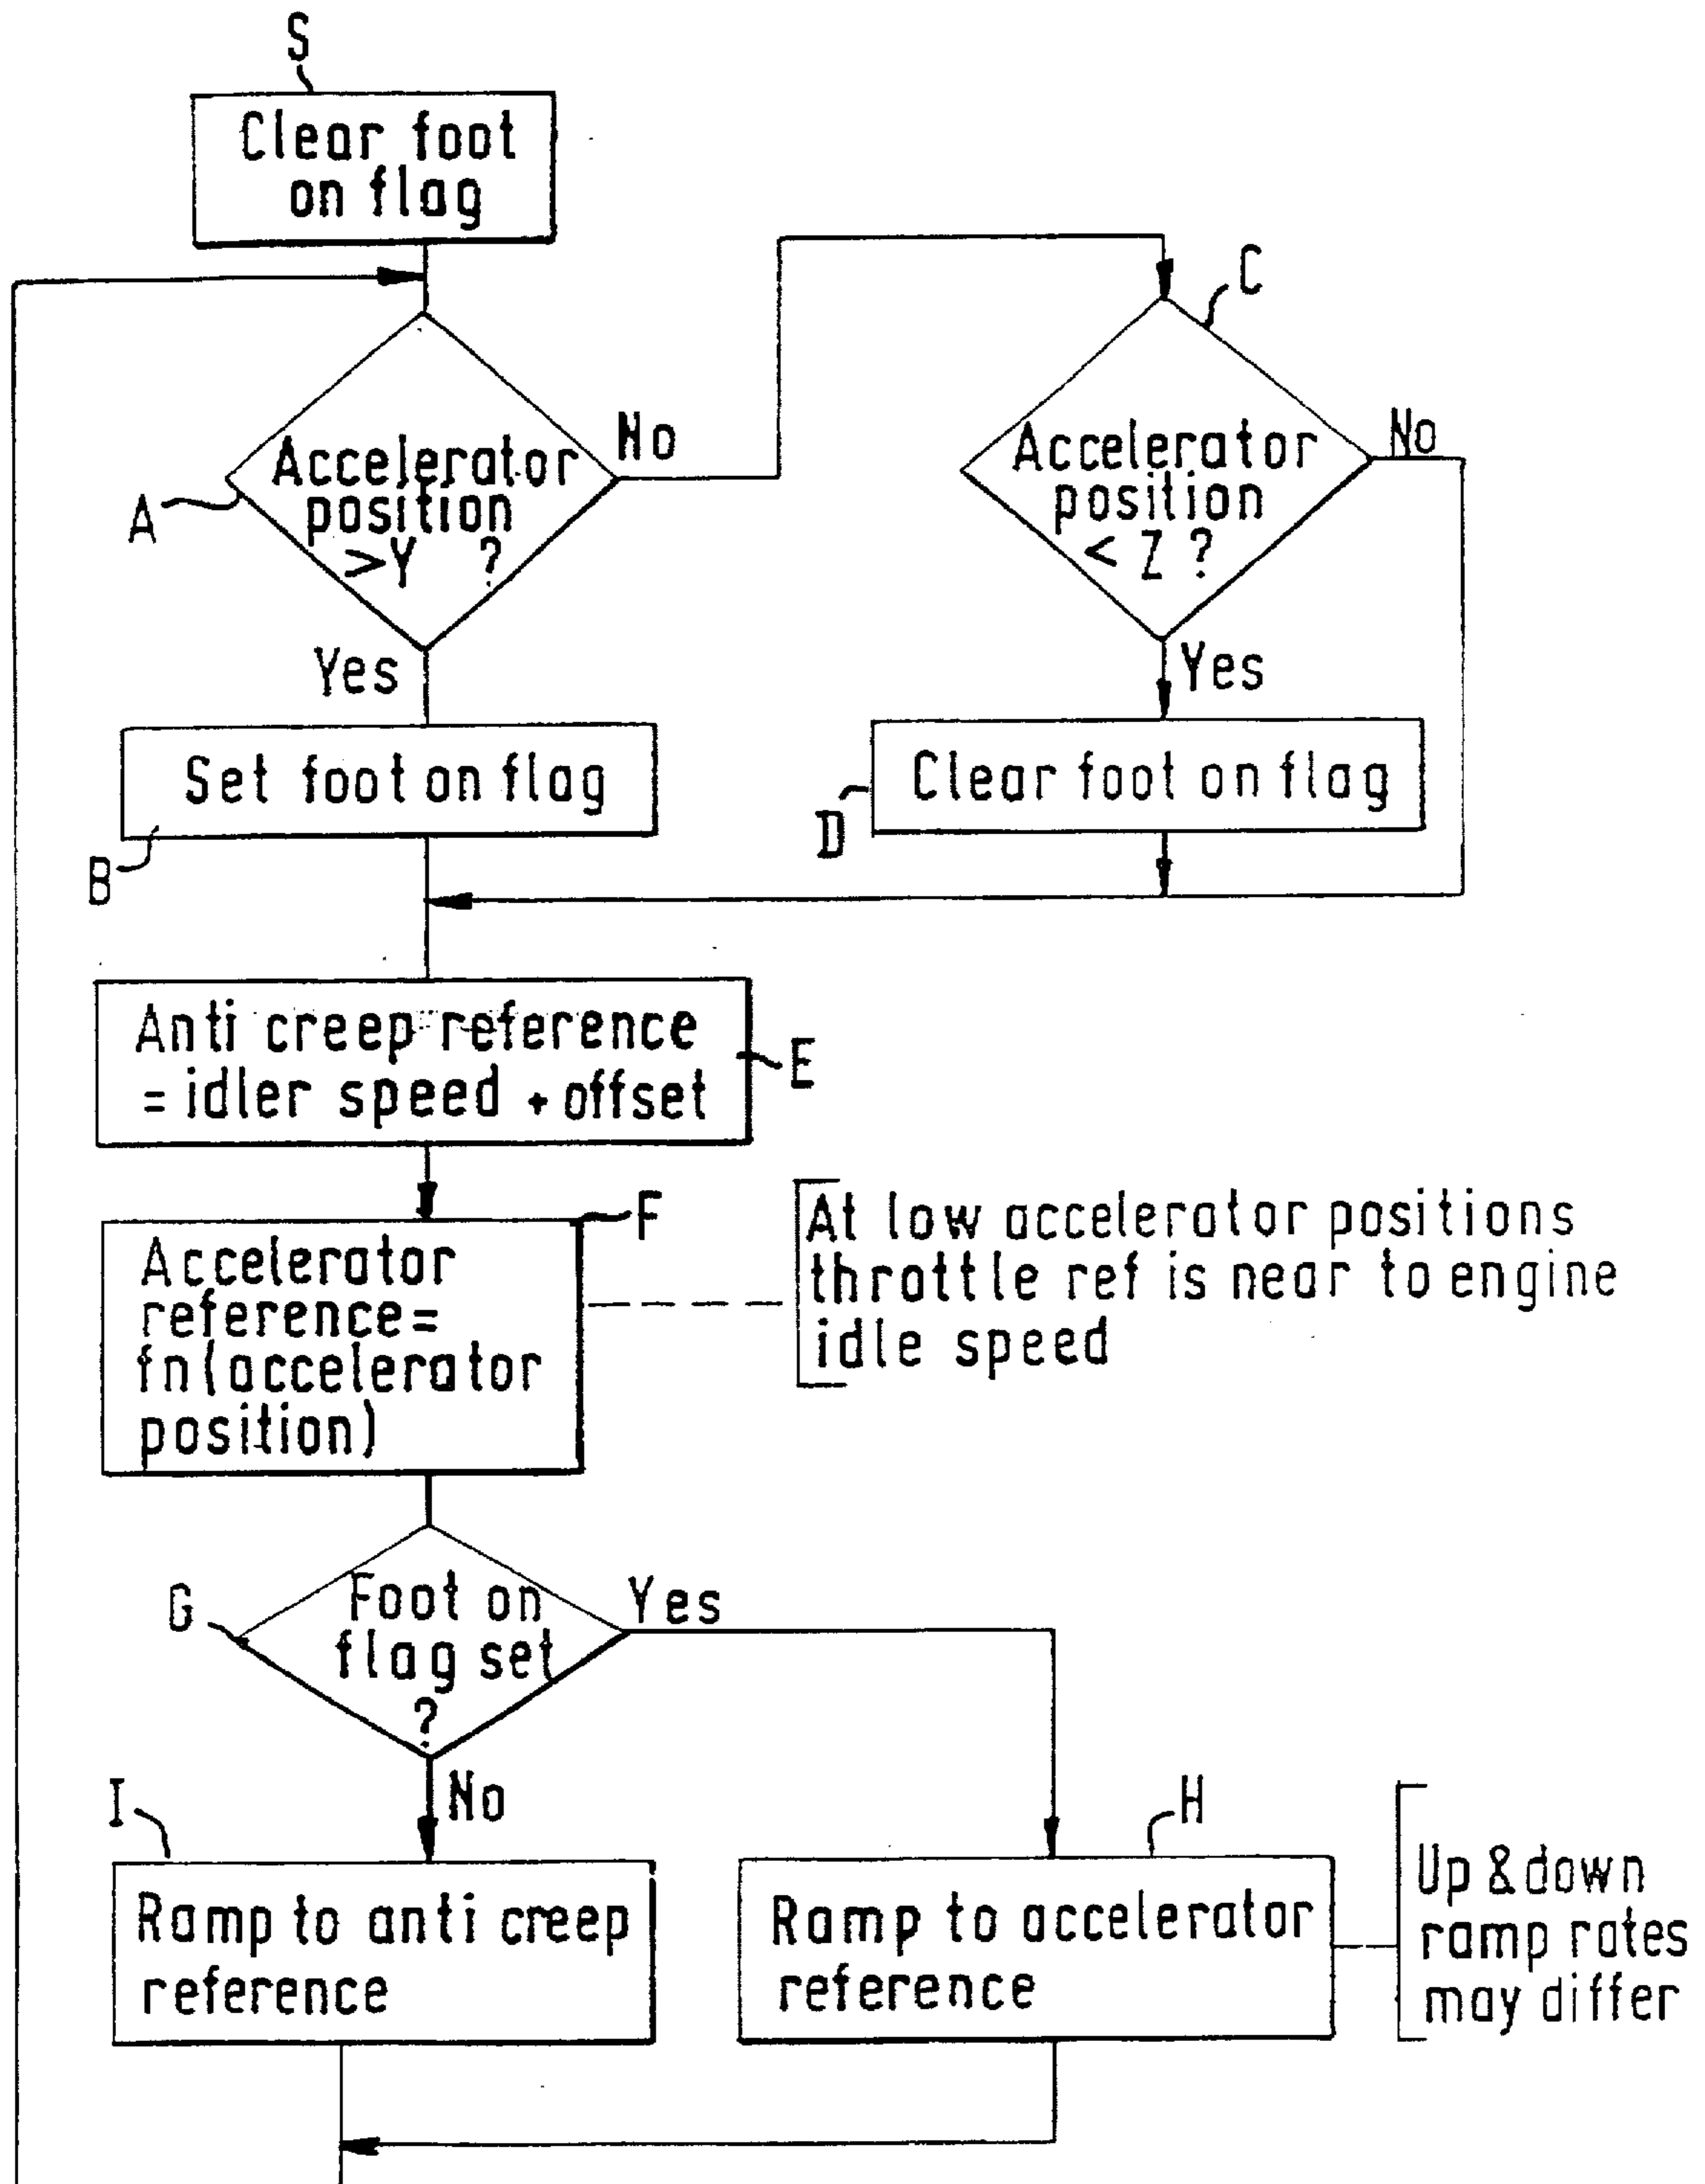 S
Clear foot
on flag
C
Accelerator
position
>Y ?
No
A
Yes
Accelerator
position
< Z ?
No
Yes
Set foot on flag
B
Clear foot on flag
D
Anti creep reference
= idler speed + offset
E
F
Accelerator
reference=
fn(accelerator
position)
At low accelerator positions
throttle ref is near to engine
idle speed
G
Foot on
flag set
?
Yes
No
I
Ramp to anti creep
reference
H
Ramp to accelerator
reference
Up & down
ramp rates
may differ